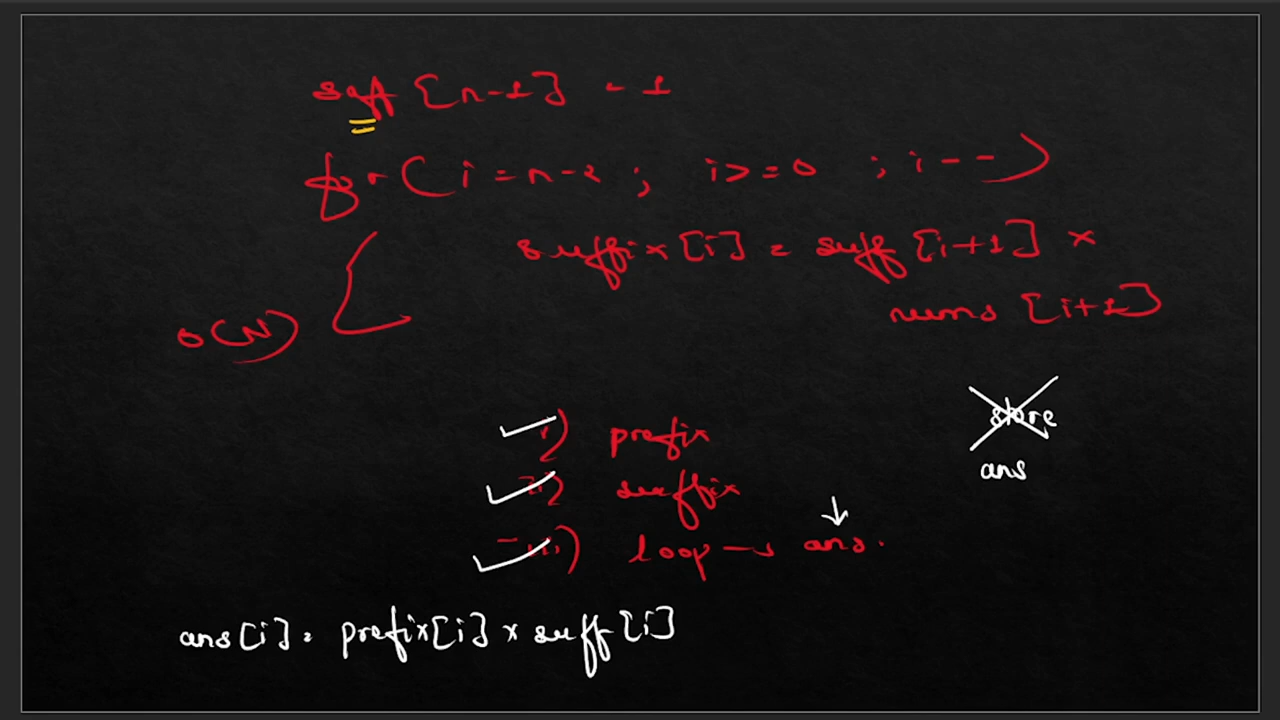 suff [n-1] = 1
for ( i = n-2 ; i >= 0 ; i -- )
suffix [i] = suff [i+1] ×
nums [i+1]
O(N)
i) prefix
ii) suffix
iii) loop → ans.
store
ans
ans[i] = prefix[i] × suff[i]